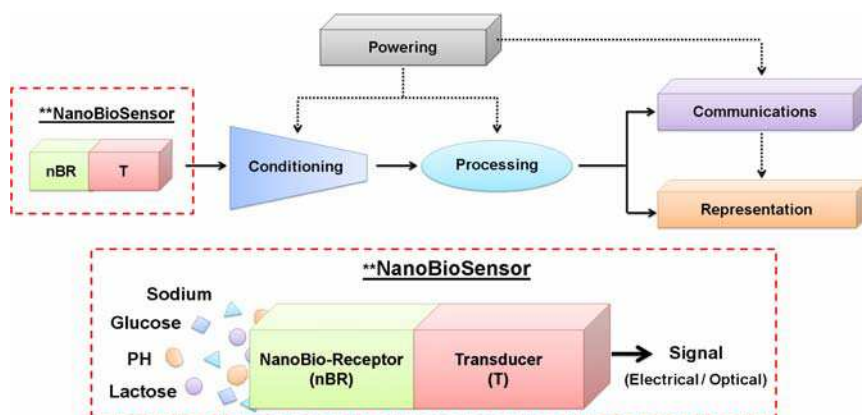 Powering
**NanoBioSensor
nBR T
Conditioning
Processing
Communications
Representation
**NanoBioSensor
Sodium
Glucose
PH
Lactose
NanoBio-Receptor
(nBR)
Transducer
(T)
Signal
(Electrical / Optical)